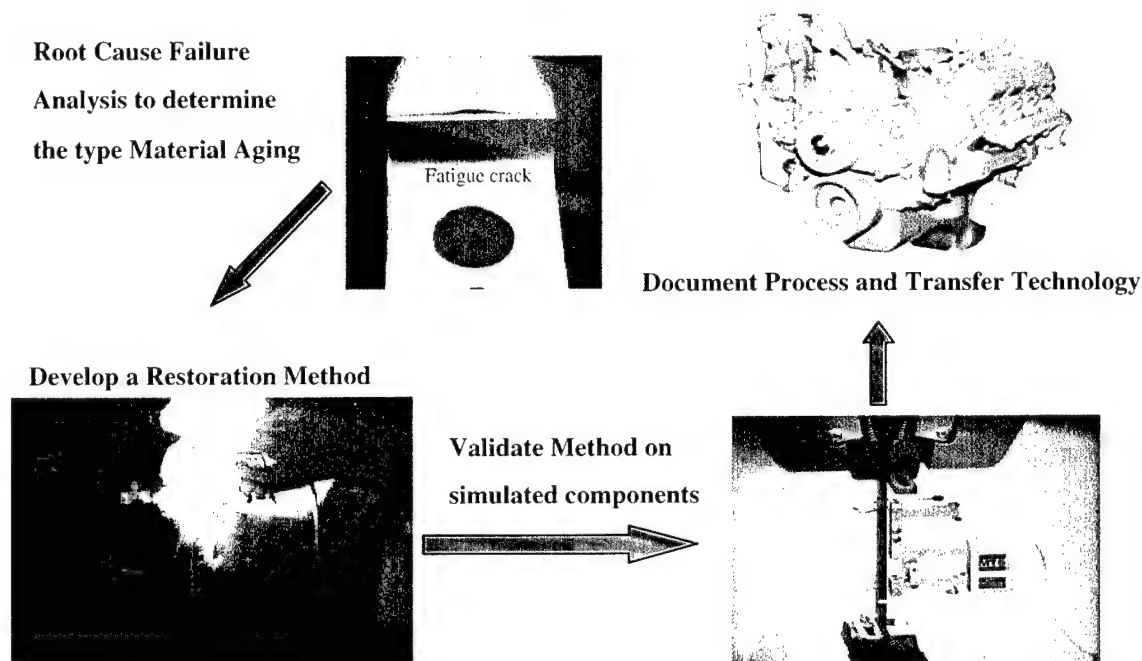 Root Cause Failure
Analysis to determine
the type Material Aging
Fatigue crack
Document Process and Transfer Technology
Develop a Restoration Method
Validate Method on
simulated components
MTS